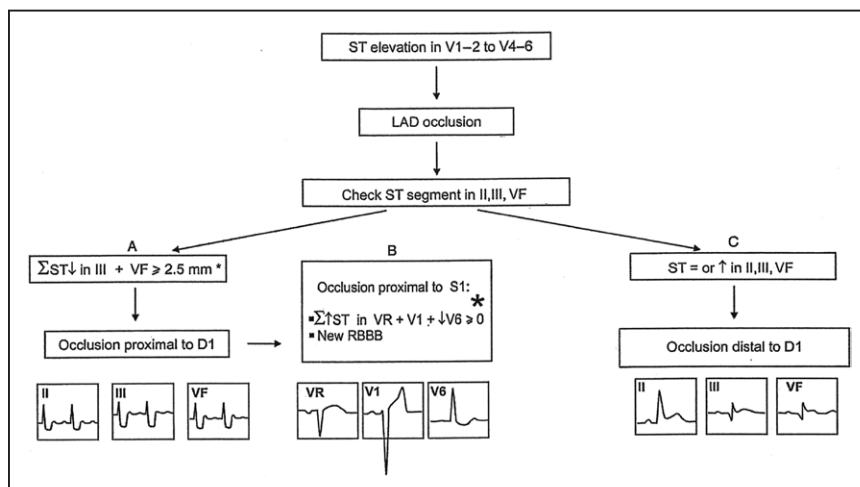 ST elevation in V1–2 to V4–6
LAD occlusion
Check ST segment in II,III, VF
A
ΣST↓ in III + VF ⩾ 2.5 mm *
Occlusion proximal to D1
II
III
VF
B
Occlusion proximal to S1:
*
▪Σ↑ST in VR + V1 + ↓V6 ⩾ 0
▪New RBBB
VR
V1
V6
C
ST = or ↑ in II,III, VF
Occlusion distal to D1
II
III
VF